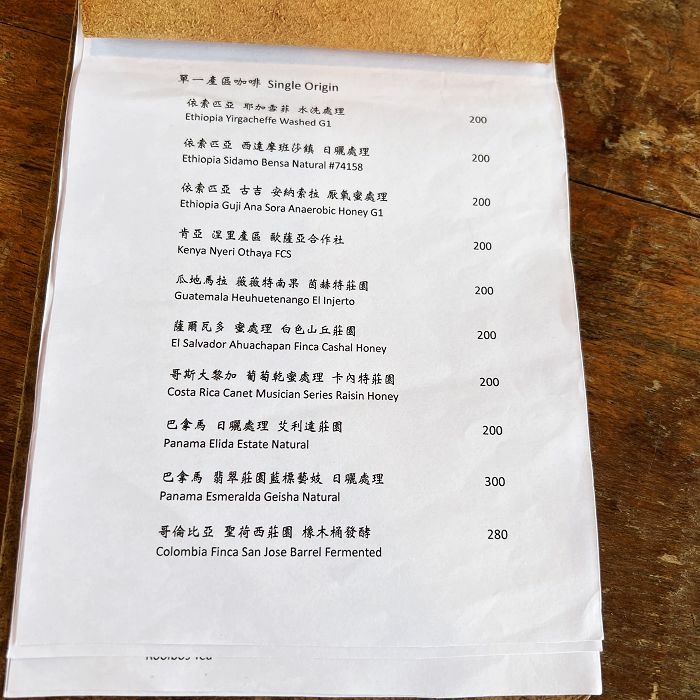 單一產區咖啡 Single Origin
依索匹亞 耶加雪菲 水洗處理
Ethiopia Yirgacheffe Washed G1 200
依索匹亞 西達摩班莎鎮 日曬處理
Ethiopia Sidamo Bensa Natural #74158 200
依索匹亞 古吉 安納索拉 厭氧蜜處理
Ethiopia Guji Ana Sora Anaerobic Honey G1 200
肯亞 涅里產區 歐薩亞合作社
Kenya Nyeri Othaya FCS 200
瓜地馬拉 薇薇特南果 茵赫特莊園
Guatemala Heuhuetenango El Injerto 200
薩爾瓦多 蜜處理 白色山丘莊園
El Salvador Ahuachapan Finca Cashal Honey 200
哥斯大黎加 葡萄乾蜜處理 卡內特莊園
Costa Rica Canet Musician Series Raisin Honey 200
巴拿馬 日曬處理 艾利達莊園
Panama Elida Estate Natural 200
巴拿馬 翡翠莊園藍標藝妓 日曬處理
Panama Esmeralda Geisha Natural 300
哥倫比亞 聖荷西莊園 橡木桶發酵
Colombia Finca San Jose Barrel Fermented 280